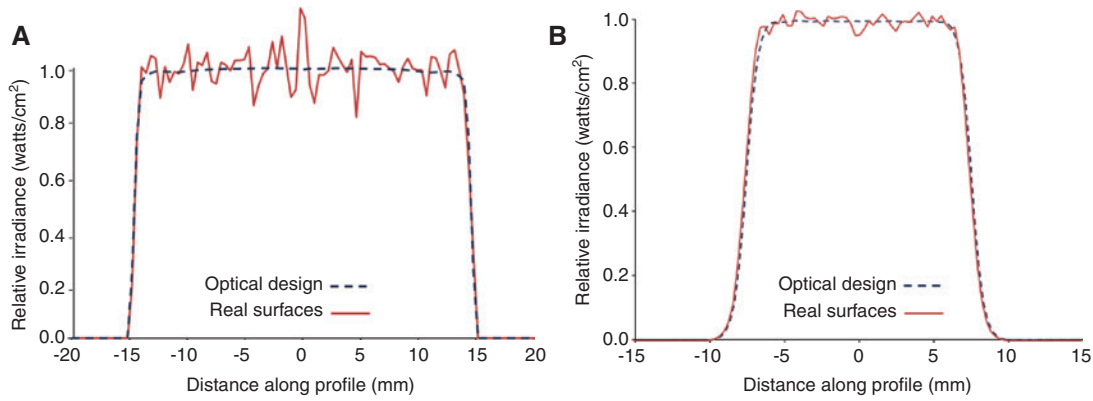 A
Relative irradiance (watts/cm²)
1.0
0.8
0.6
0.4
0.2
0.0
-20 -15 -10 -5 0 5 10 15 20
Distance along profile (mm)
Optical design
Real surfaces
B
Relative irradiance (watts/cm²)
1.0
0.8
0.6
0.4
0.2
0.0
-15 -10 -5 0 5 10 15
Distance along profile (mm)
Optical design
Real surfaces